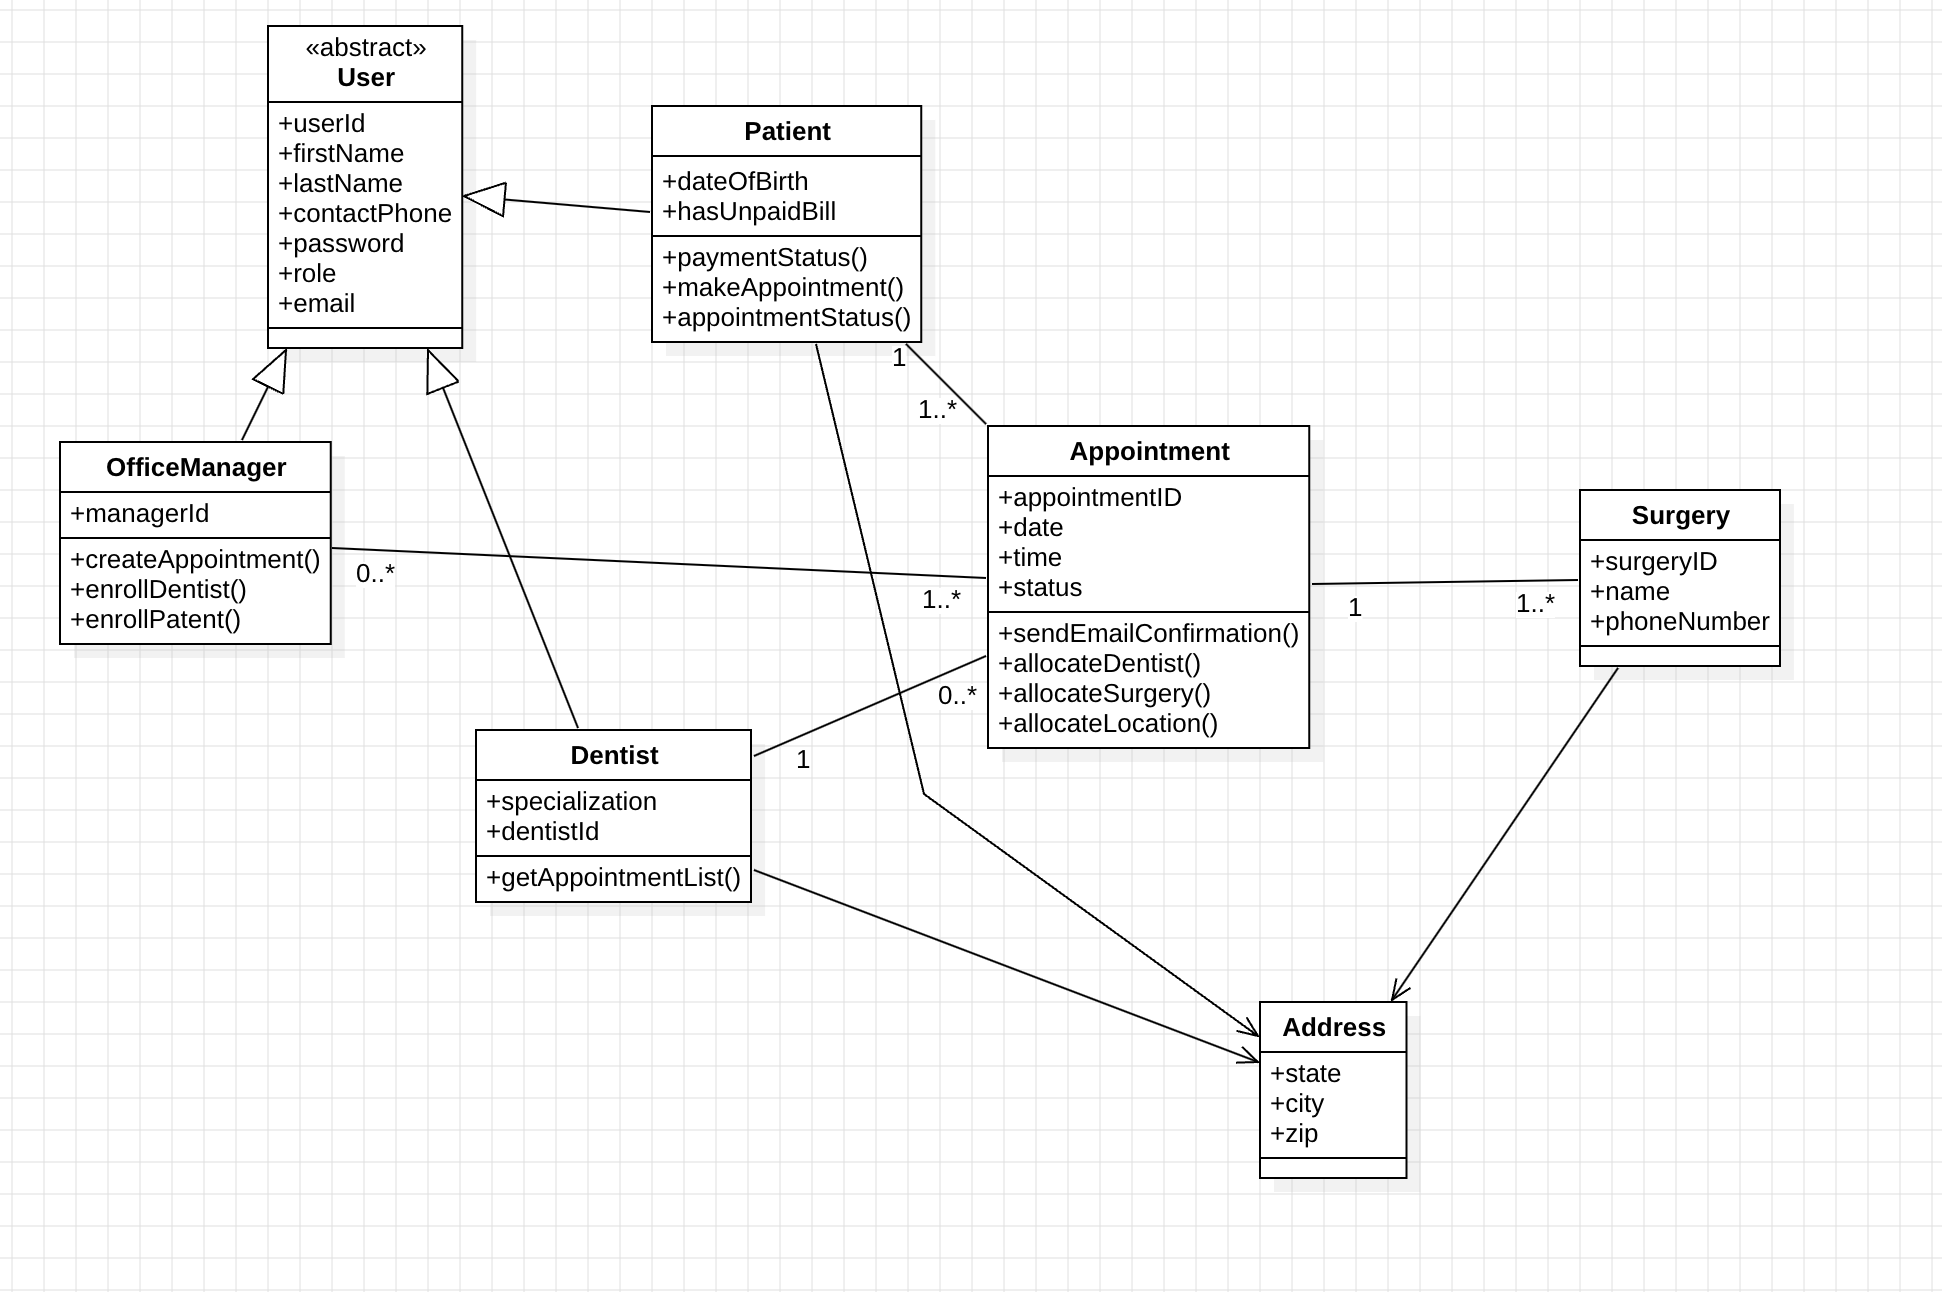 «abstract»
User
+userId
+firstName
+lastName
+contactPhone
+password
+role
+email
Patient
+dateOfBirth
+hasUnpaidBill
+paymentStatus()
+makeAppointment()
+appointmentStatus()
1
1..*
OfficeManager
+managerId
+createAppointment()
+enrollDentist()
+enrollPatent()
0..*
1..*
Appointment
+appointmentID
+date
+time
+status
+sendEmailConfirmation()
+allocateDentist()
+allocateSurgery()
+allocateLocation()
1
1..*
Surgery
+surgeryID
+name
+phoneNumber
0..*
1
Dentist
+specialization
+dentistId
+getAppointmentList()
Address
+state
+city
+zip